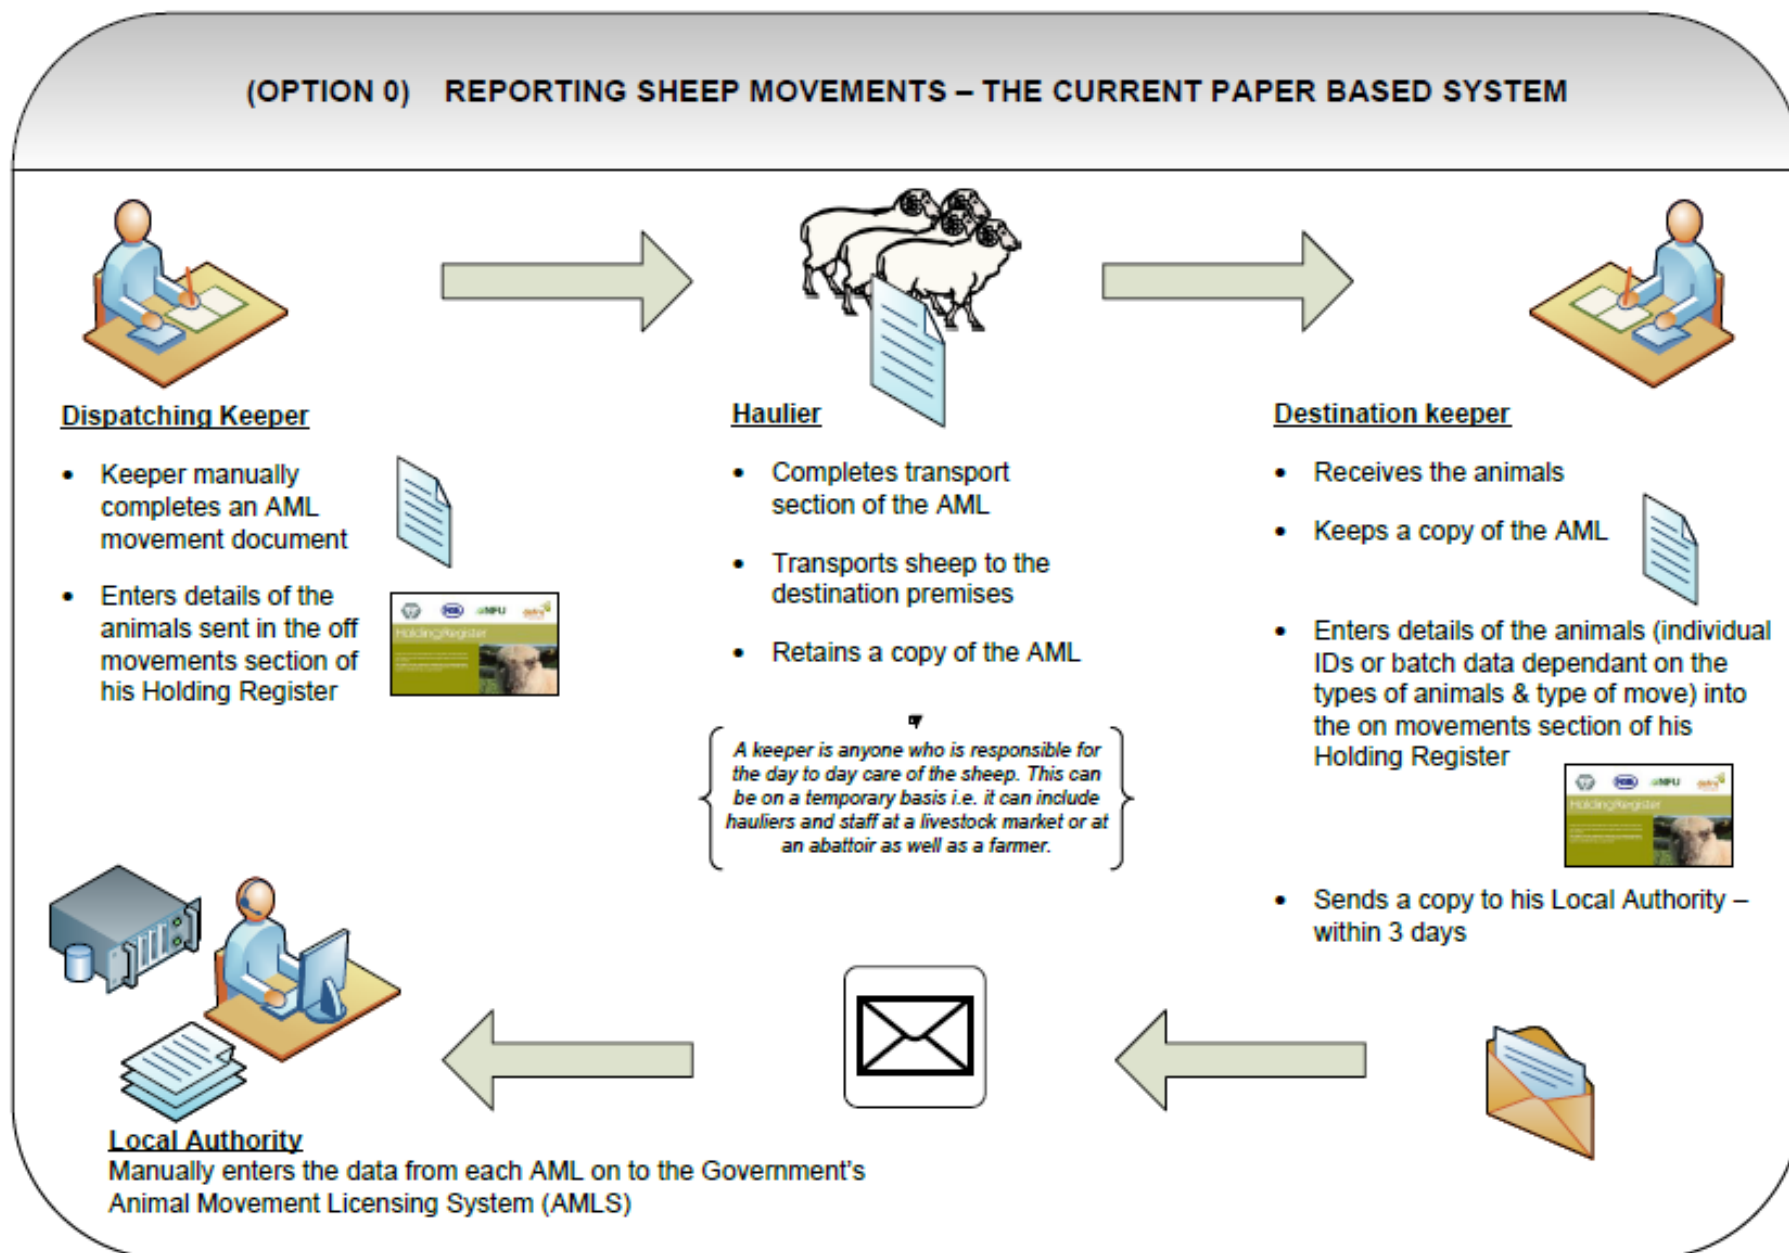 (OPTION 0) REPORTING SHEEP MOVEMENTS – THE CURRENT PAPER BASED SYSTEM
Dispatching Keeper
• Keeper manually
completes an AML
movement document
• Enters details of the
animals sent in the off
movements section of
his Holding Register
NFU
HoldingRegister
Haulier
• Completes transport
section of the AML
• Transports sheep to the
destination premises
• Retains a copy of the AML
A keeper is anyone who is responsible for
the day to day care of the sheep. This can
be on a temporary basis i.e. it can include
hauliers and staff at a livestock market or at
an abattoir as well as a farmer.
Destination keeper
• Receives the animals
• Keeps a copy of the AML
• Enters details of the animals (individual
IDs or batch data dependant on the
types of animals & type of move) into
the on movements section of his
Holding Register
NFU
HoldingRegister
• Sends a copy to his Local Authority –
within 3 days
Local Authority
Manually enters the data from each AML on to the Government's
Animal Movement Licensing System (AMLS)